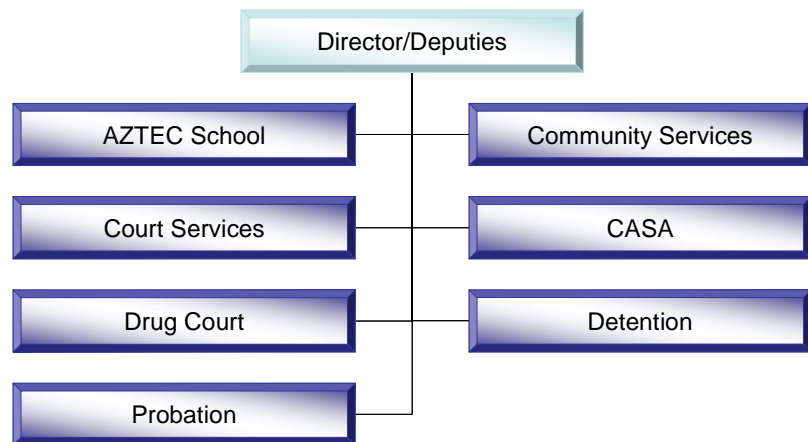 Director/Deputies
AZTEC School
Community Services
Court Services
CASA
Drug Court
Detention
Probation